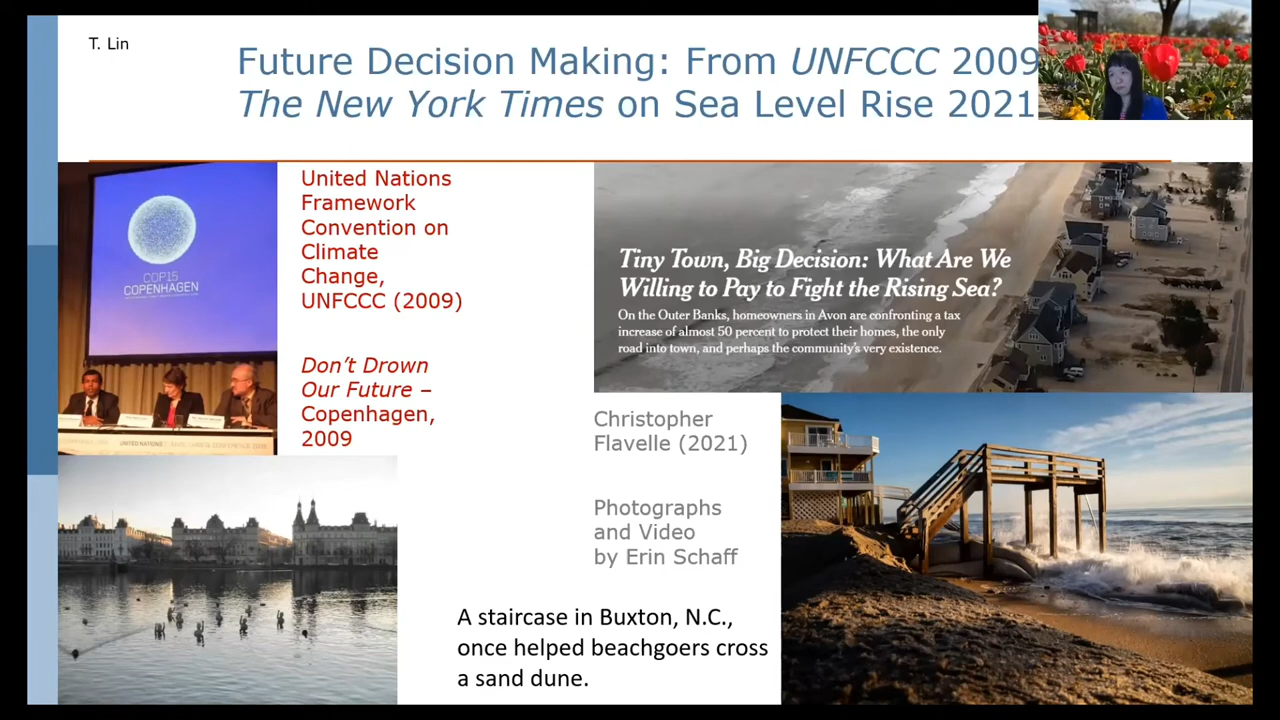 T. Lin
Future Decision Making: From UNFCCC 2009
The New York Times on Sea Level Rise 2021
COP15
COPENHAGEN
United Nations
Framework
Convention on
Climate
Change,
UNFCCC (2009)
Don’t Drown
Our Future –
Copenhagen,
2009
Tiny Town, Big Decision: What Are We
Willing to Pay to Fight the Rising Sea?
On the Outer Banks, homeowners in Avon are confronting a tax
increase of almost 50 percent to protect their homes, the only
road into town, and perhaps the community’s very existence.
Christopher
Flavelle (2021)
Photographs
and Video
by Erin Schaff
A staircase in Buxton, N.C.,
once helped beachgoers cross
a sand dune.